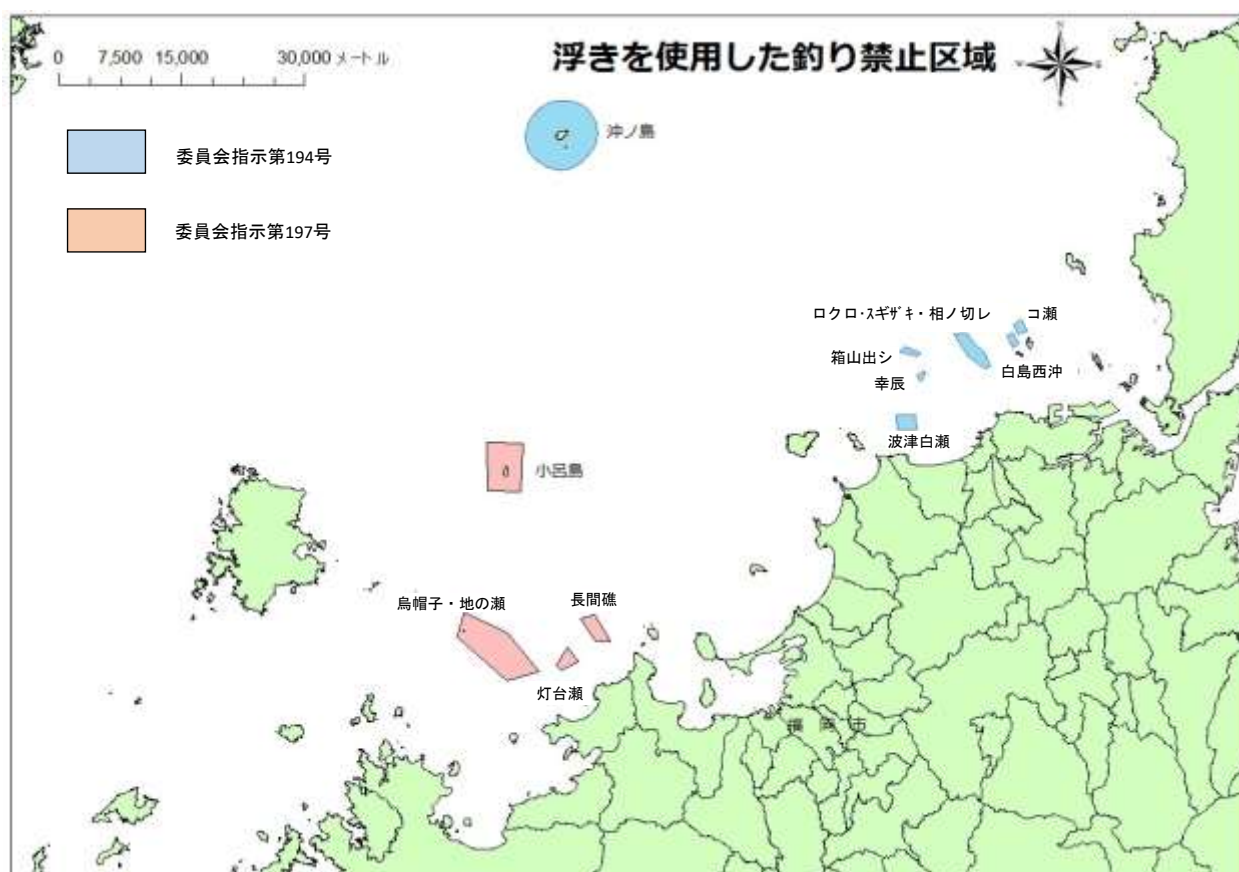 浮きを使用した釣り禁止区域
0 7,500 15,000 30,000 メートル
委員会指示第194号
委員会指示第197号
沖ノ島
ロクロ・スギザキ・相ノ切レ
コ瀬
箱山出シ
白島西沖
幸辰
波津白瀬
小呂島
烏帽子・地の瀬
長間礁
灯台瀬
福岡市